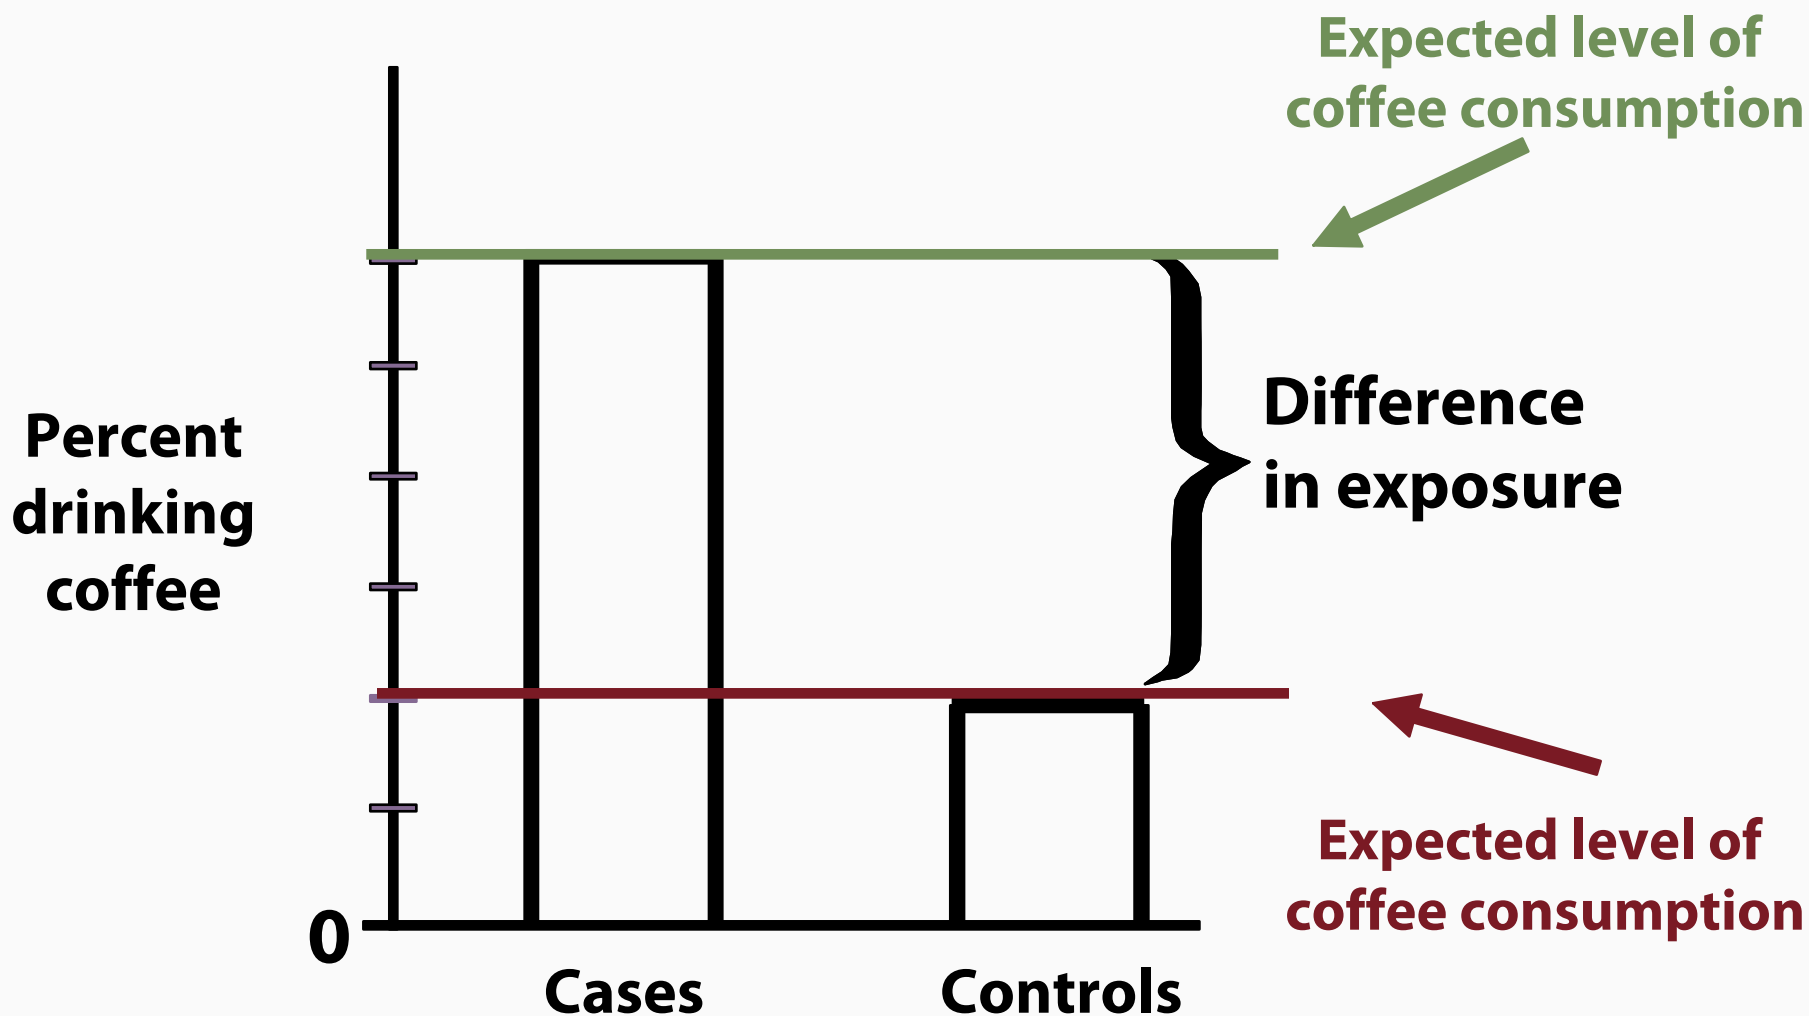 Expected level of
coffee consumption
Percent
drinking
coffee
Difference
in exposure
Expected level of
coffee consumption
0
Cases
Controls